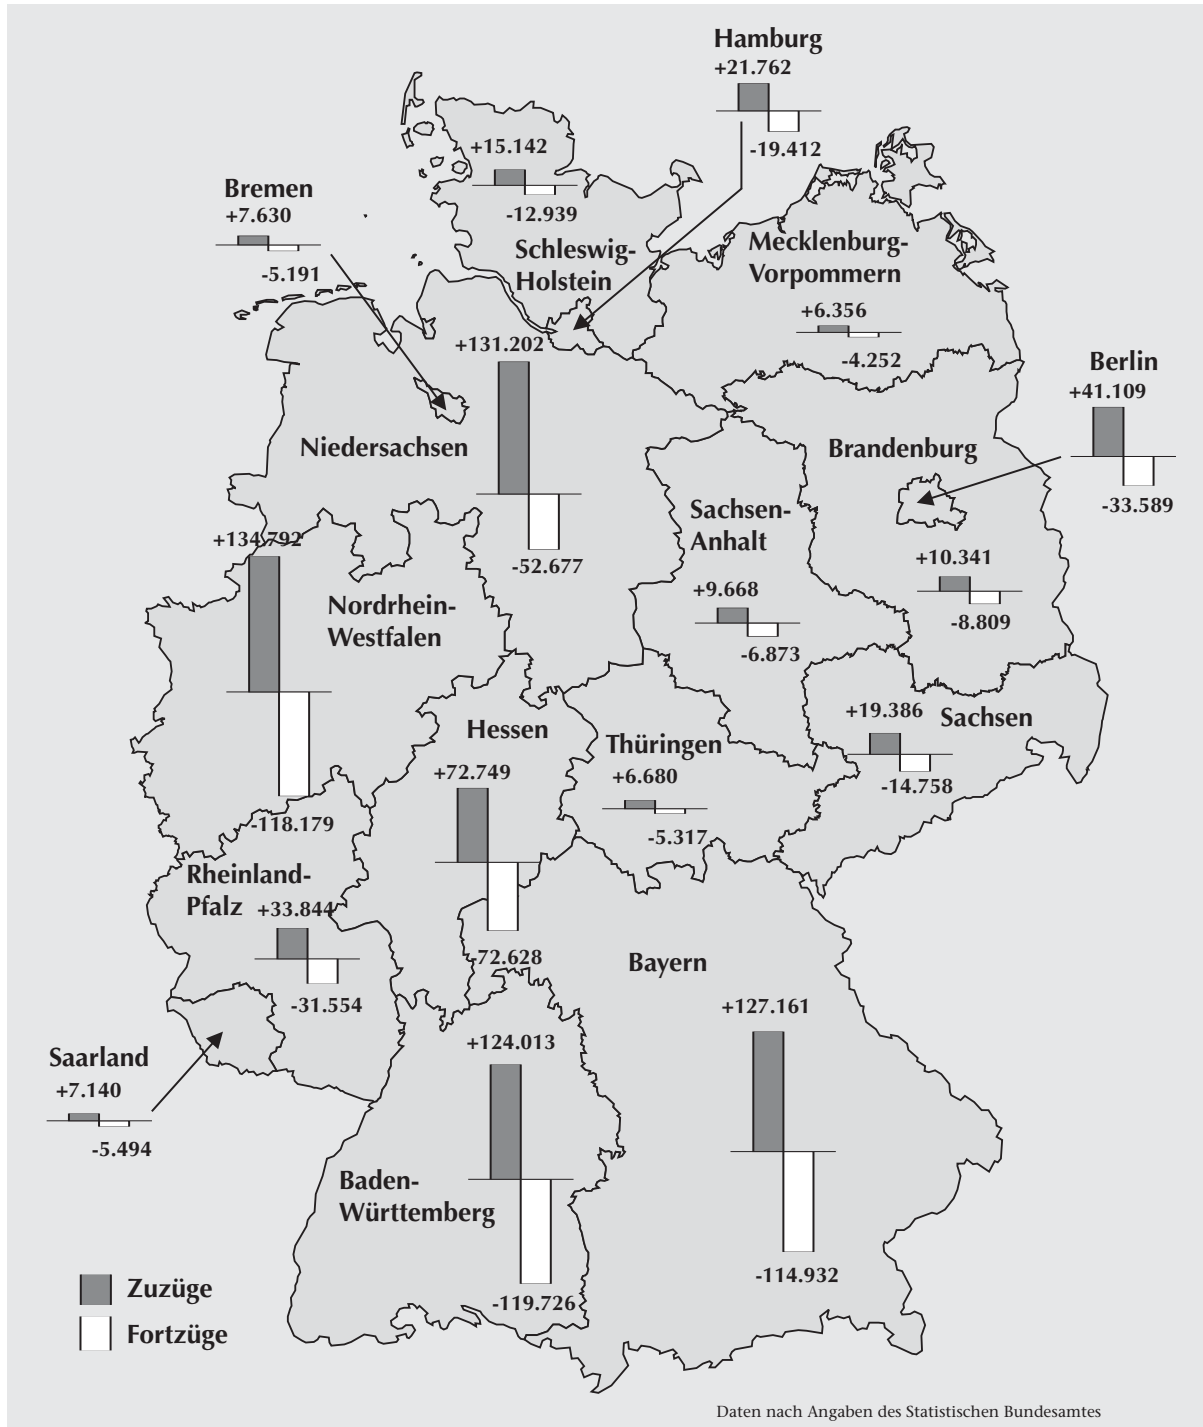 Hamburg
+21.762
-19.412
+15.142
-12.939
Schleswig-
Holstein
Bremen
+7.630
-5.191
Mecklenburg-
Vorpommern
+6.356
-4.252
+131.202
Niedersachsen
-52.677
Berlin
+41.109
-33.589
Brandenburg
+10.341
-8.809
Sachsen-
Anhalt
+9.668
-6.873
+134.792
Nordrhein-
Westfalen
-118.179
Hessen
+72.749
-72.628
Thüringen
+6.680
-5.317
+19.386
Sachsen
-14.758
Rheinland-
Pfalz
+33.844
-31.554
Bayern
+127.161
-114.932
Saarland
+7.140
-5.494
+124.013
Baden-
Württemberg
-119.726
Zuzüge
Fortzüge
Daten nach Angaben des Statistischen Bundesamtes